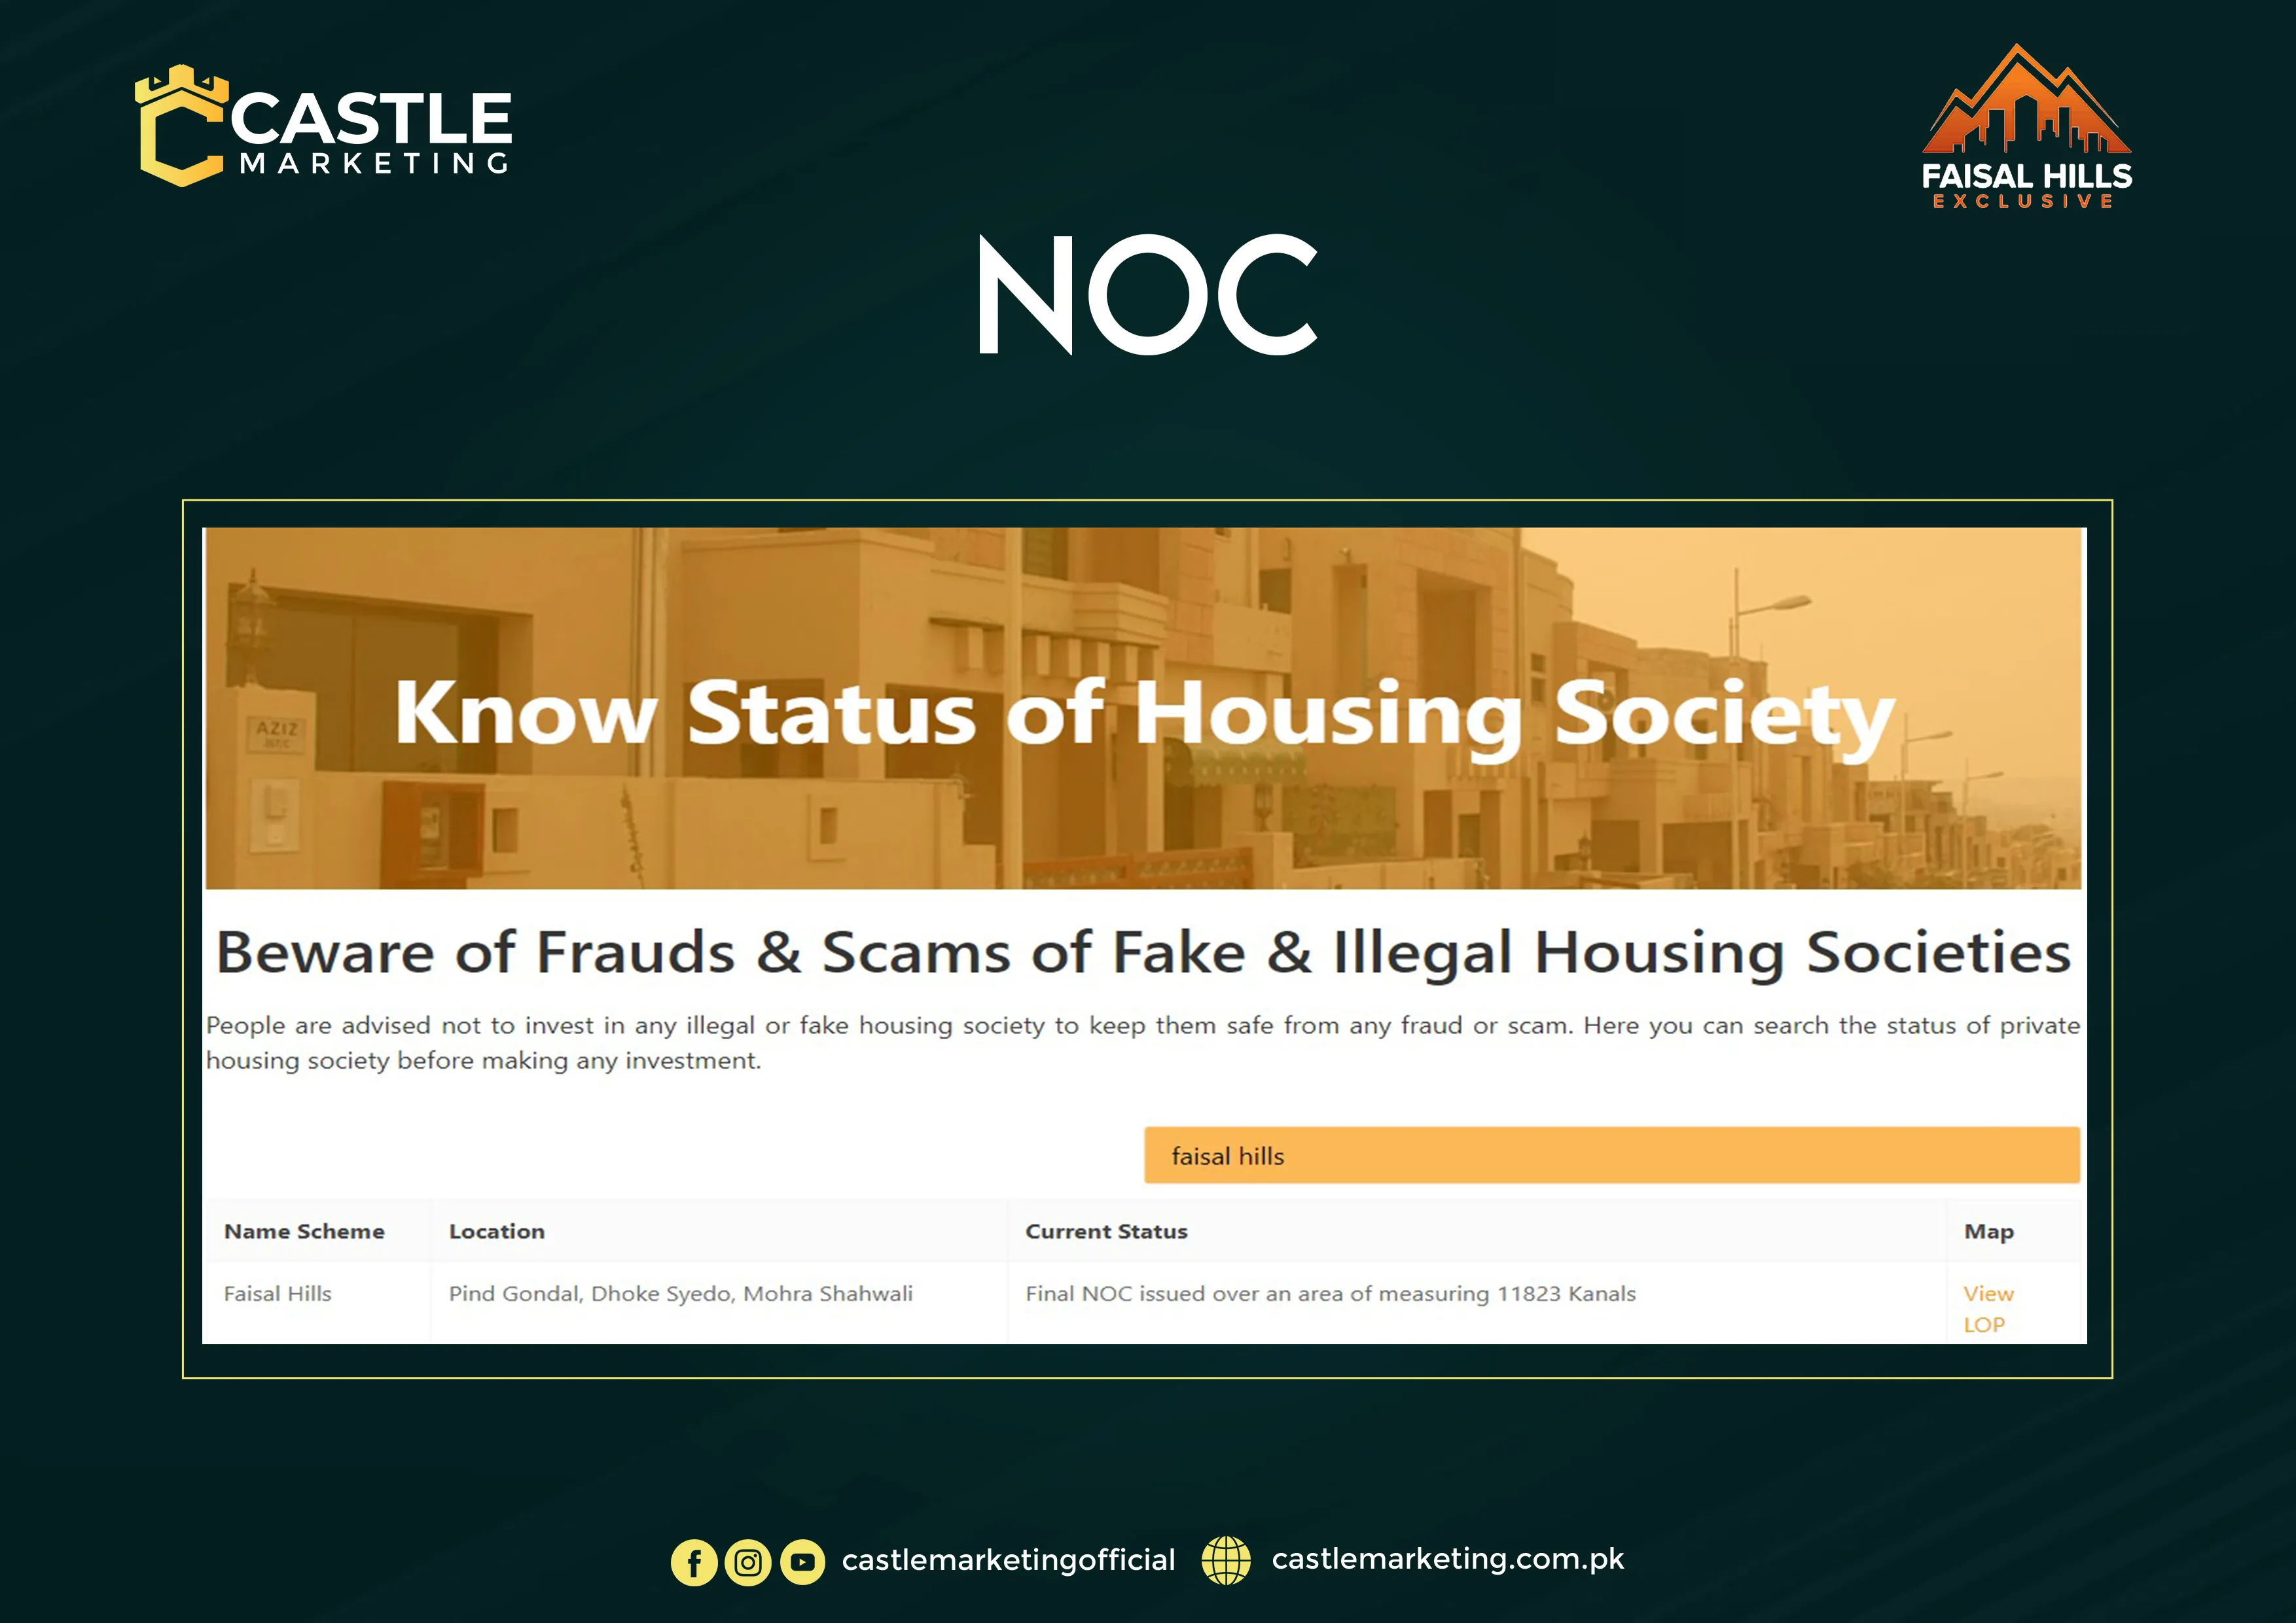 CASTLE
MARKETING
FAISAL HILLS
EXCLUSIVE
NOC
AZIZ
Know Status of Housing Society
Beware of Frauds & Scams of Fake & Illegal Housing Societies
People are advised not to invest in any illegal or fake housing society to keep them safe from any fraud or scam. Here you can search the status of private
housing society before making any investment.
faisal hills
Name Scheme Location Current Status Map
Faisal Hills Pind Gondal, Dhoke Syedo, Mohra Shahwali Final NOC issued over an area of measuring 11823 Kanals View
LOP
castlemarketingofficial castlemarketing.com.pk